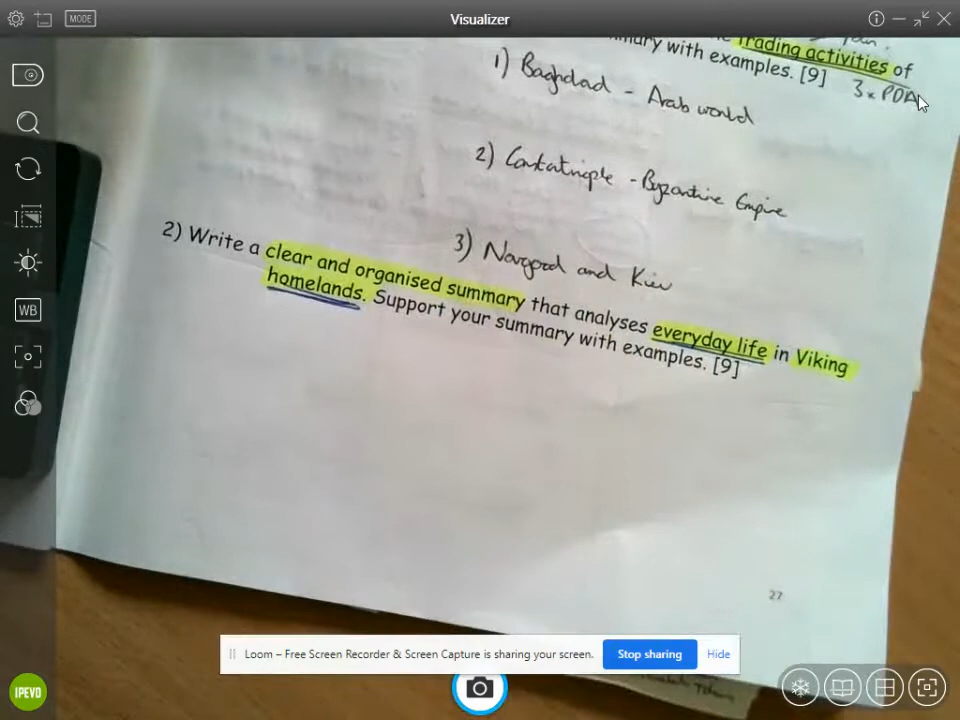 MODE
Visualizer
trading activities of
mary with examples. [9]
3x PDA
1) Baghdad - Arab world
2) Constatinople - Byzantine Empire
3) Novgorod and Kiev
2) Write a clear and organised summary that analyses everyday life in Viking
homelands. Support your summary with examples. [9]
WB
27
Loom – Free Screen Recorder & Screen Capture is sharing your screen.
Stop sharing
Hide
IPEVO